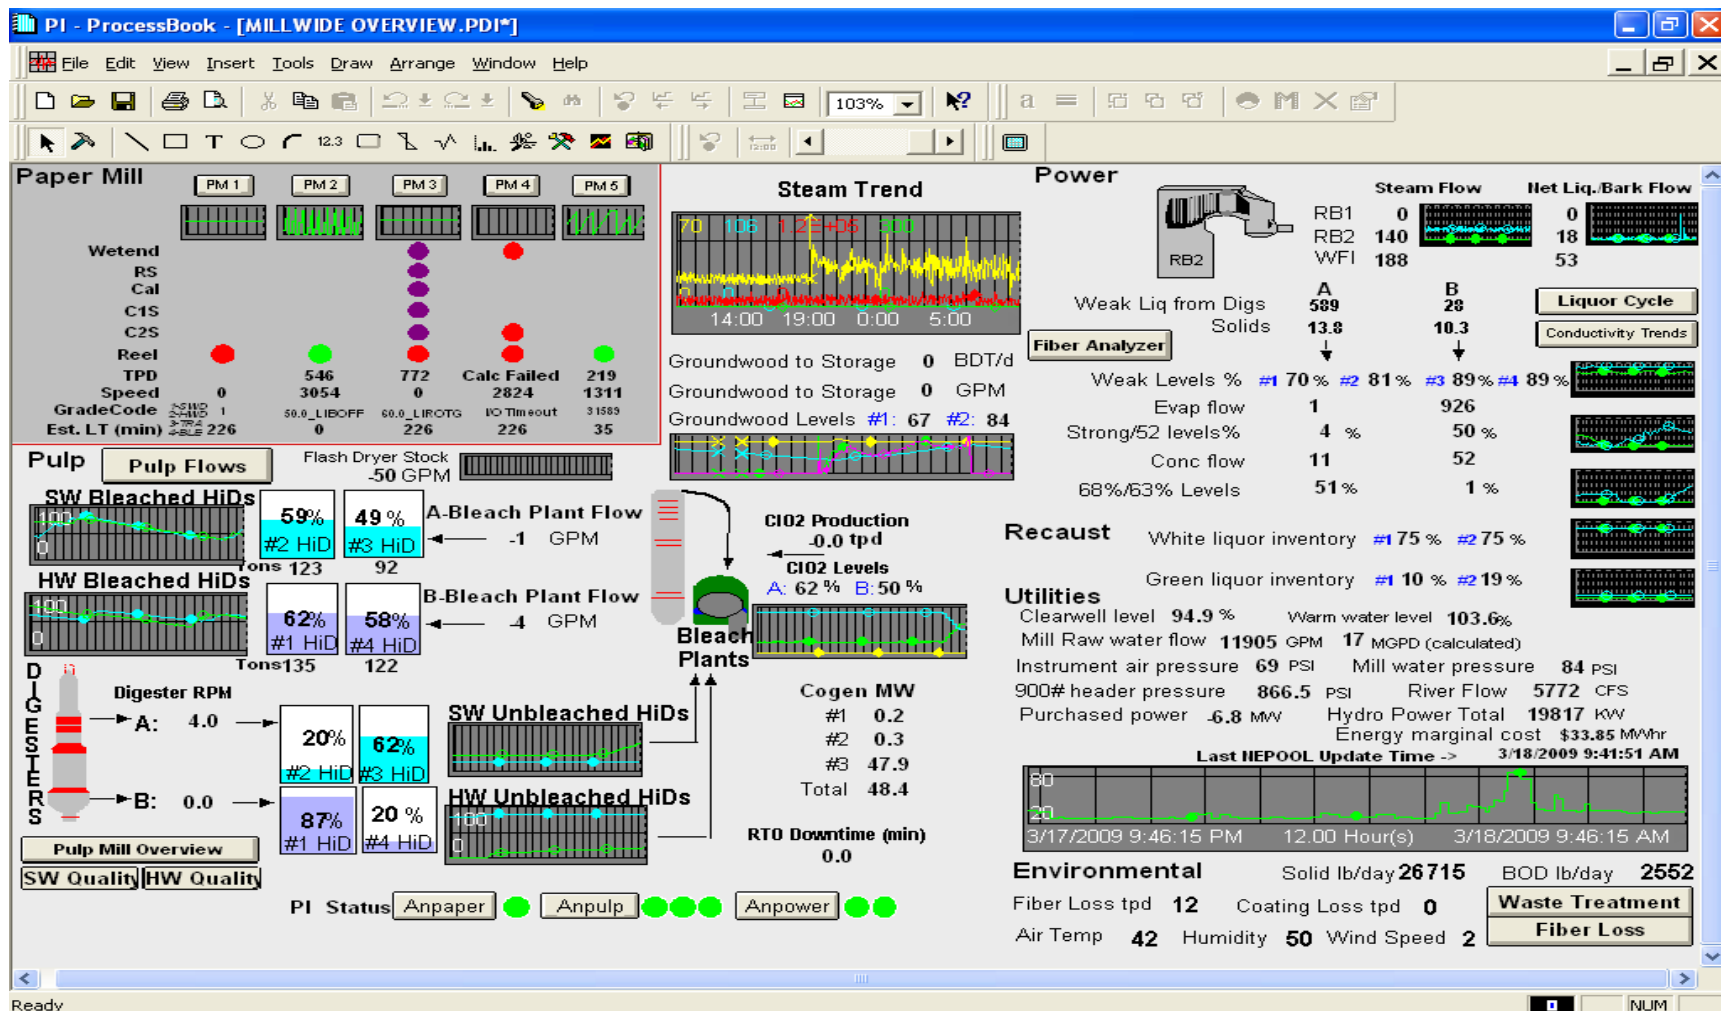 PI - ProcessBook - [MILLWIDE OVERVIEW.PDI*]
File Edit View Insert Tools Draw Arrange Window Help
103%
Paper Mill
PM 1 PM 2 PM 3 PM 4 PM 5
Wetend
RS
Cal
C1S
C2S
Reel
TPD 546 772 Calc Failed 219
Speed 0 3054 0 2824 1311
GradeCode 1 50.0_LIBOFF 60.0_LIROTG I/O Timeout 31589
Est. LT (min) 226 0 226 226 35
Steam Trend
70 106 1.2E+05 300
0 0 0 0
14:00 19:00 0:00 5:00
Groundwood to Storage 0 BDT/d
Groundwood to Storage 0 GPM
Groundwood Levels #1: 67 #2: 84
Power
Steam Flow Net Liq./Bark Flow
RB2
RB1 0 0
RB2 140 18
WFI 188 53
A B
Weak Liq from Digs 589 28
Solids 13.8 10.3
Liquor Cycle
Conductivity Trends
Fiber Analyzer
Weak Levels % #1 70 % #2 81 % #3 89 % #4 89 %
Evap flow 1 926
Strong/52 levels% 4 % 50 %
Conc flow 11 52
68%/63% Levels 51 % 1 %
Recaust
White liquor inventory #1 75 % #2 75 %
Green liquor inventory #1 10 % #2 19 %
Utilities
Clearwell level 94.9 % Warm water level 103.6%
Mill Raw water flow 11905 GPM 17 MGPD (calculated)
Instrument air pressure 69 PSI Mill water pressure 84 PSI
900# header pressure 866.5 PSI River Flow 5772 CFS
Purchased power -6.8 MW Hydro Power Total 19817 KW
Energy marginal cost $33.85 MWhr
Last NEPOOL Update Time -> 3/18/2009 9:41:51 AM
80
20
3/17/2009 9:46:15 PM 12.00 Hour(s) 3/18/2009 9:46:15 AM
Environmental
Solid lb/day 26715 BOD lb/day 2552
Fiber Loss tpd 12 Coating Loss tpd 0
Waste Treatment
Air Temp 42 Humidity 50 Wind Speed 2
Fiber Loss
Pulp
Pulp Flows
Flash Dryer Stock
-50 GPM
SW Bleached HiDs
100
0
59% #2 HiD
49 % #3 HiD
A-Bleach Plant Flow
-1 GPM
Tons 123 92
HW Bleached HiDs
100
0
62% #1 HiD
58% #4 HiD
B-Bleach Plant Flow
-4 GPM
Tons 135 122
ClO2 Production
-0.0 tpd
ClO2 Levels
A: 62 % B: 50 %
Bleach
Plants
DIGESTERS
Digester RPM
A: 4.0
B: 0.0
20% #2 HiD
62% #3 HiD
87% #1 HiD
20 % #4 HiD
SW Unbleached HiDs
HW Unbleached HiDs
100
0
Cogen MW
#1 0.2
#2 0.3
#3 47.9
Total 48.4
RTO Downtime (min)
0.0
Pulp Mill Overview
SW Quality HW Quality
PI Status Anpaper Anpulp Anpower
Ready
NUM